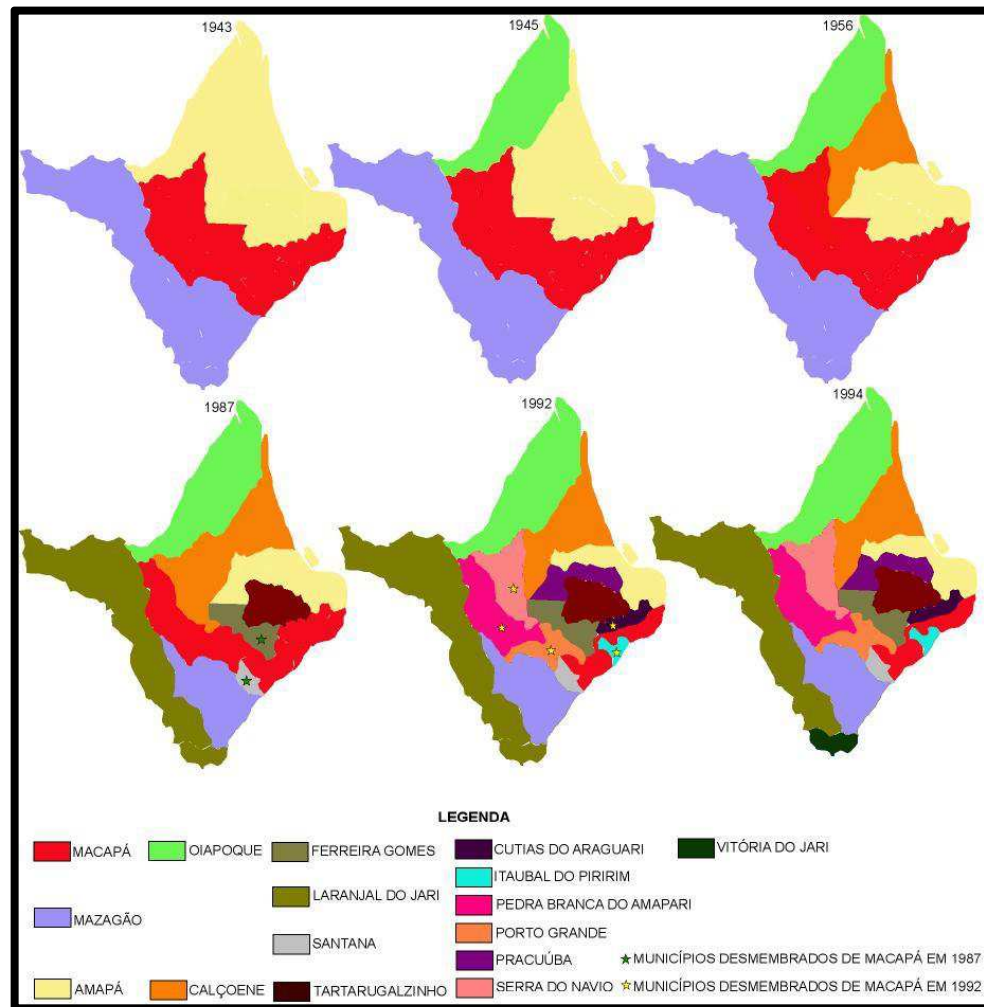 1943
1945
1956
1987
1992
1994
LEGENDA
MACAPÁ
OIAPOQUE
FERREIRA GOMES
CUTIAS DO ARAGUARI
VITÓRIA DO JARI
ITAUBAL DO PIRIRIM
LARANJAL DO JARI
PEDRA BRANCA DO AMAPARI
MAZAGÃO
PORTO GRANDE
SANTANA
PRACUÚBA
MUNICÍPIOS DESMEMBRADOS DE MACAPÁ EM 1987
AMAPÁ
CALÇOENE
TARTARUGALZINHO
SERRA DO NAVIO
MUNICÍPIOS DESMEMBRADOS DE MACAPÁ EM 1992